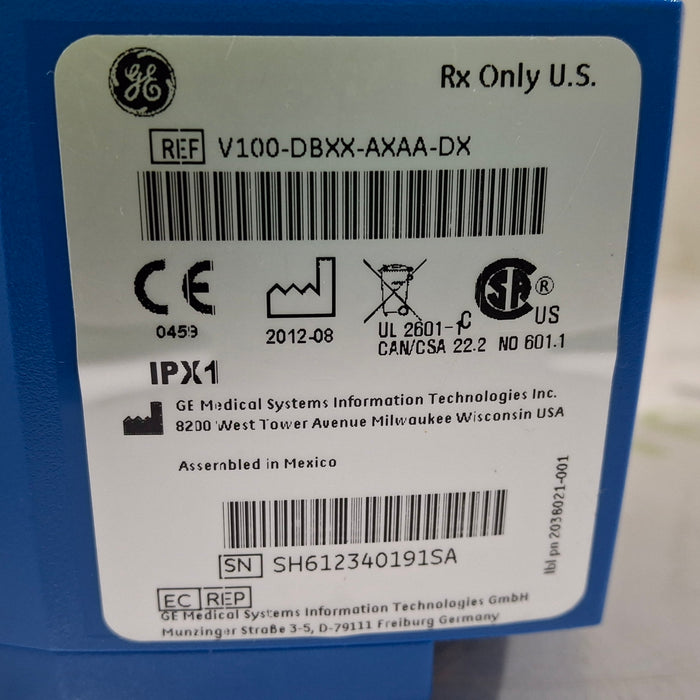 GE
Rx Only U.S.
REF V100-DBXX-AXAA-DX
CE
0459
2012-08
UL 2601-1
CAN/CSA 22.2 NO 601.1
C SA ® US
IPX1
GE Medical Systems Information Technologies Inc.
8200 West Tower Avenue Milwaukee Wisconsin USA
Assembled in Mexico
lbl pn 2038021-001
SN SH612340191SA
EC REP
GE Medical Systems Information Technologies GmbH
Munzinger Straße 3-5, D-79111 Freiburg Germany